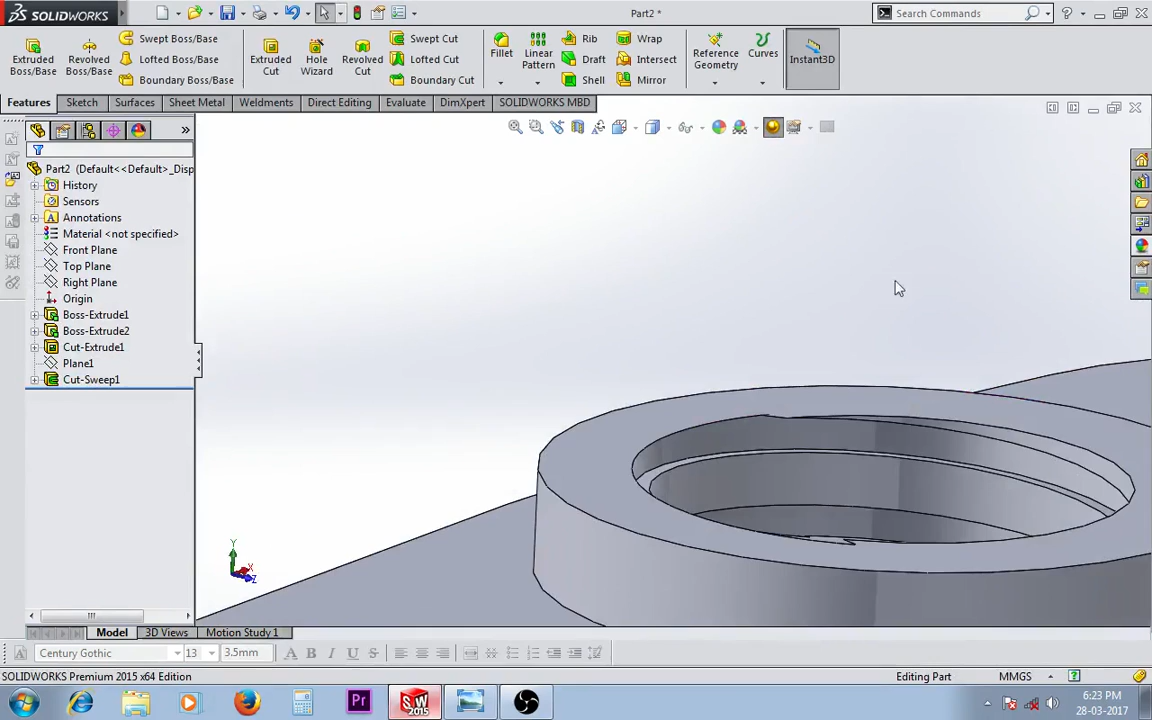 SOLIDWORKS
Part2 *
Search Commands
Extruded Boss/Base
Revolved Boss/Base
Swept Boss/Base
Lofted Boss/Base
Boundary Boss/Base
Extruded Cut
Hole Wizard
Revolved Cut
Swept Cut
Lofted Cut
Boundary Cut
Fillet
Linear Pattern
Rib
Draft
Shell
Wrap
Intersect
Mirror
Reference Geometry
Curves
Instant3D
Features Sketch Surfaces Sheet Metal Weldments Direct Editing Evaluate DimXpert SOLIDWORKS MBD
Part2 (Default<<Default>_Disp
History
Sensors
Annotations
Material <not specified>
Front Plane
Top Plane
Right Plane
Origin
Boss-Extrude1
Boss-Extrude2
Cut-Extrude1
Plane1
Cut-Sweep1
Y
X
Z
Model 3D Views Motion Study 1
Century Gothic 13 3.5mm A B I U S
SOLIDWORKS Premium 2015 x64 Edition Editing Part MMGS
Pr
SW
2015
6:23 PM
28-03-2017